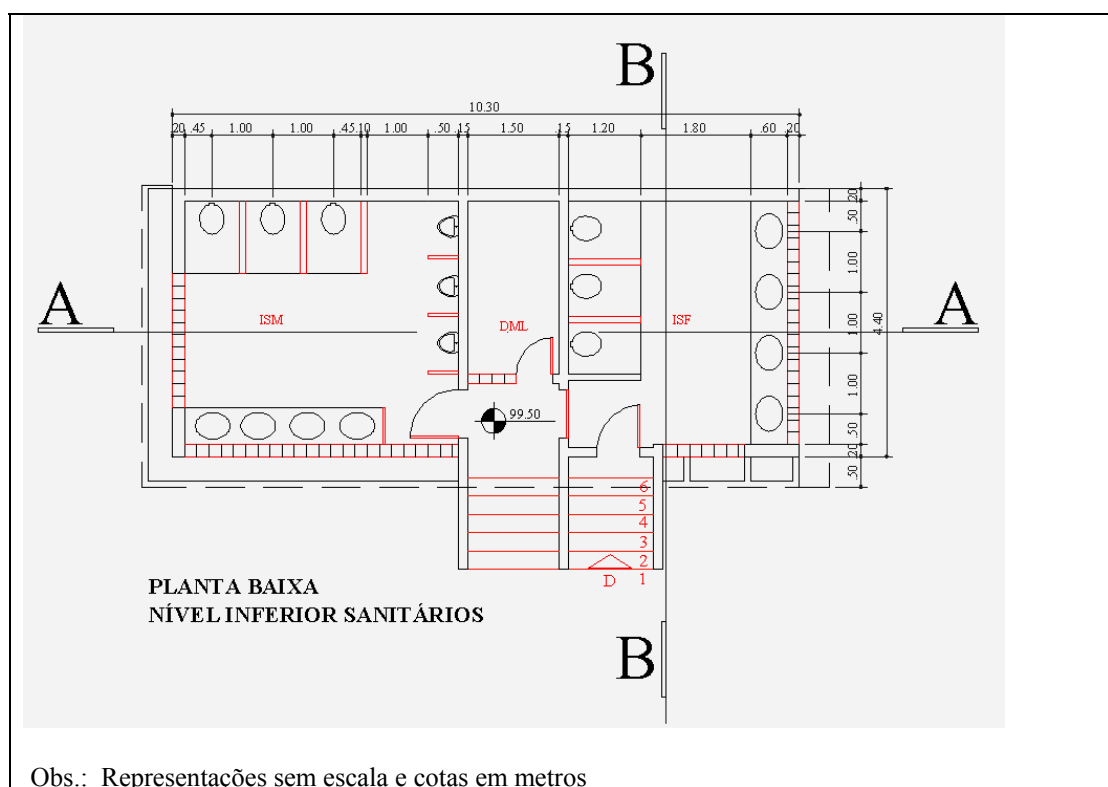 B
10.30
.20 .45 1.00 1.00 .45 .10 1.00 .50 .15 1.50 .15 1.20 1.80 .60 .20
.20
.50
1.00
1.00
1.00
.50
.20
.50
4.40
A
A
ISM
DML
ISF
99.50
6
5
4
3
2
D 1
PLANTA BAIXA
NÍVEL INFERIOR SANITÁRIOS
B
Obs.: Representações sem escala e cotas em metros